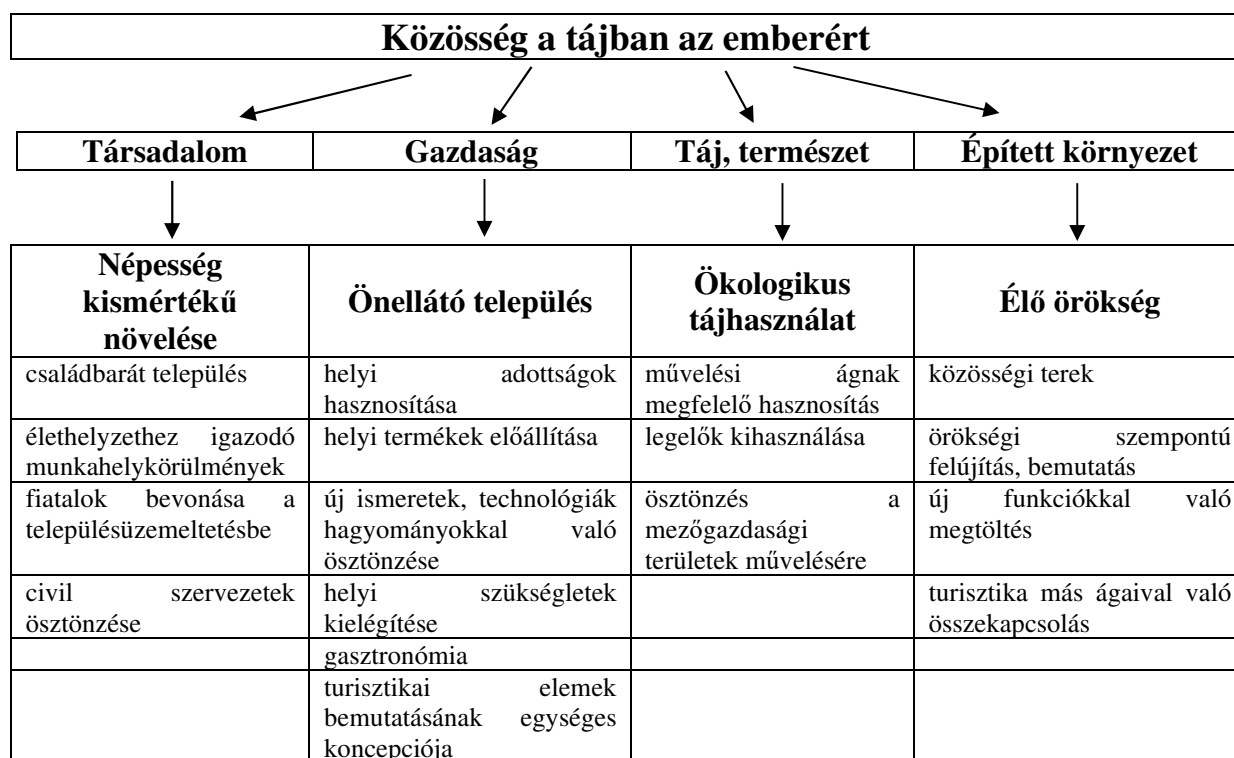 Közösség a tájban az emberért
Társadalom
Gazdaság
Táj, természet
Épített környezet
Népesség
kismértékű
növelése
Önellátó település
Ökologikus
tájhasználat
Élő örökség
családbarát település
helyi adottságok
hasznosítása
művelési ágnak
megfelelő hasznosítás
közösségi terek
élethelyzethez igazodó
munkahelykörülmények
helyi termékek előállítása
legelők kihasználása
örökségi szempontú
felújítás, bemutatás
fiatalok bevonása a
településüzemeltetésbe
új ismeretek, technológiák
hagyományokkal való
ösztönzése
ösztönzés a
mezőgazdasági
területek művelésére
új funkciókkal való
megtöltés
civil szervezetek
ösztönzése
helyi szükségletek
kielégítése
turisztika más ágaival való
összekapcsolás
gasztronómia
turisztikai elemek
bemutatásának egységes
koncepciója